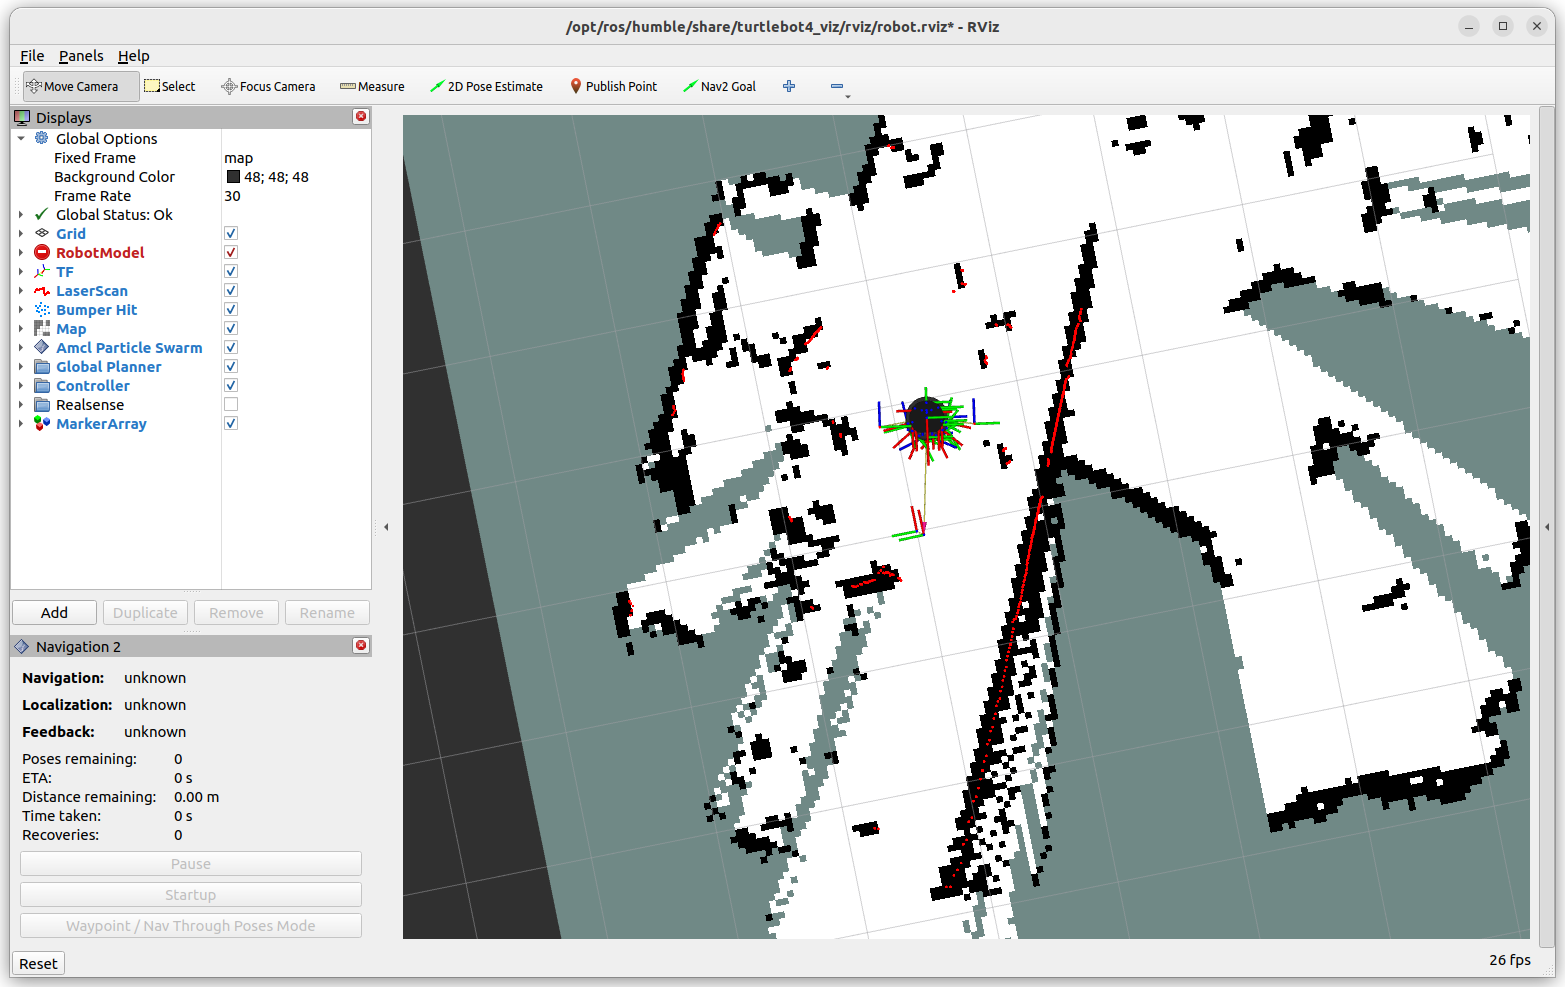 /opt/ros/humble/share/turtlebot4_viz/rviz/robot.rviz* - RViz
File Panels Help
Move Camera Select Focus Camera Measure 2D Pose Estimate Publish Point Nav2 Goal
Displays
Global Options
Fixed Frame map
Background Color 48; 48; 48
Frame Rate 30
Global Status: Ok
Grid
RobotModel
TF
LaserScan
Bumper Hit
Map
Amcl Particle Swarm
Global Planner
Controller
Realsense
MarkerArray
Add Duplicate Remove Rename
Navigation 2
Navigation: unknown
Localization: unknown
Feedback: unknown
Poses remaining: 0
ETA: 0 s
Distance remaining: 0.00 m
Time taken: 0 s
Recoveries: 0
Pause
Startup
Waypoint / Nav Through Poses Mode
Reset 26 fps